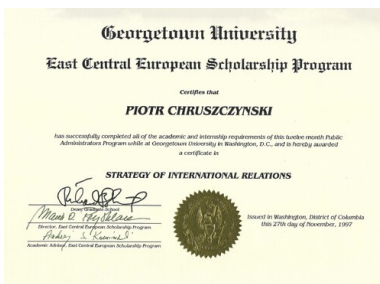 Georgetown University
East Central European Scholarship Program
Certifies that
PIOTR CHRUSZCZYNSKI
has successfully completed all of the academic and internship requirements of this twelve month Public
Administrators Program while at Georgetown University in Washington, D.C., and is hereby awarded
a certificate in
STRATEGY OF INTERNATIONAL RELATIONS
Dean, Graduate School
Director, East Central European Scholarship Program
Academic Advisor, East Central European Scholarship Program
Issued in Washington, District of Columbia
this 27th day of November, 1997